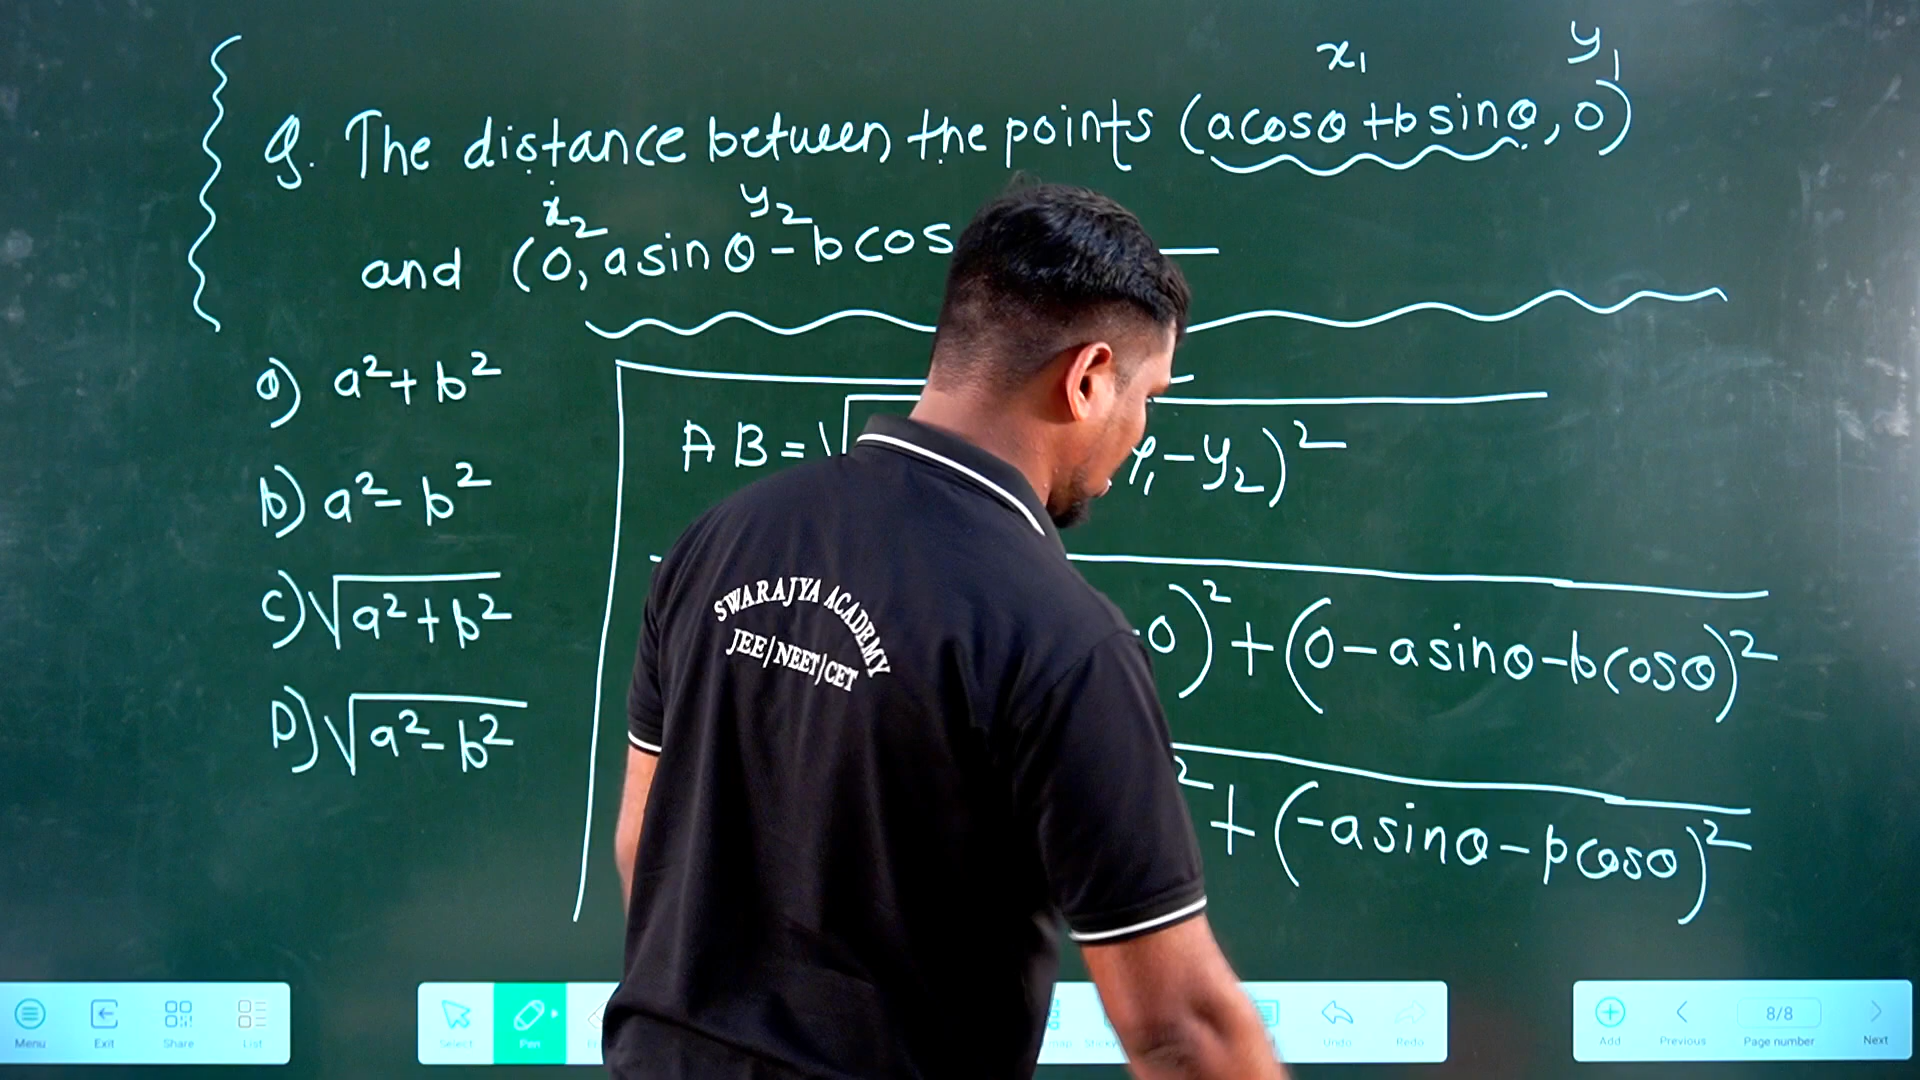 x₁ y₁
Q. The distance between the points (acosθ+bsinθ, 0)
x₂ y₂
and (0, asinθ-bcos
a) a²+b²
b) a²-b²
c) √a²+b²
D) √a²-b²
AB=√ y₁-y₂)²
-0)²+(0-asinθ-bcosθ)²
²+(-asinθ-bcosθ)²
SWARAJYA ACADEMY
JEE/NEET/CET
Menu Exit Share List
Select Pen Undo Redo
Add Previous 8/8 Page number Next